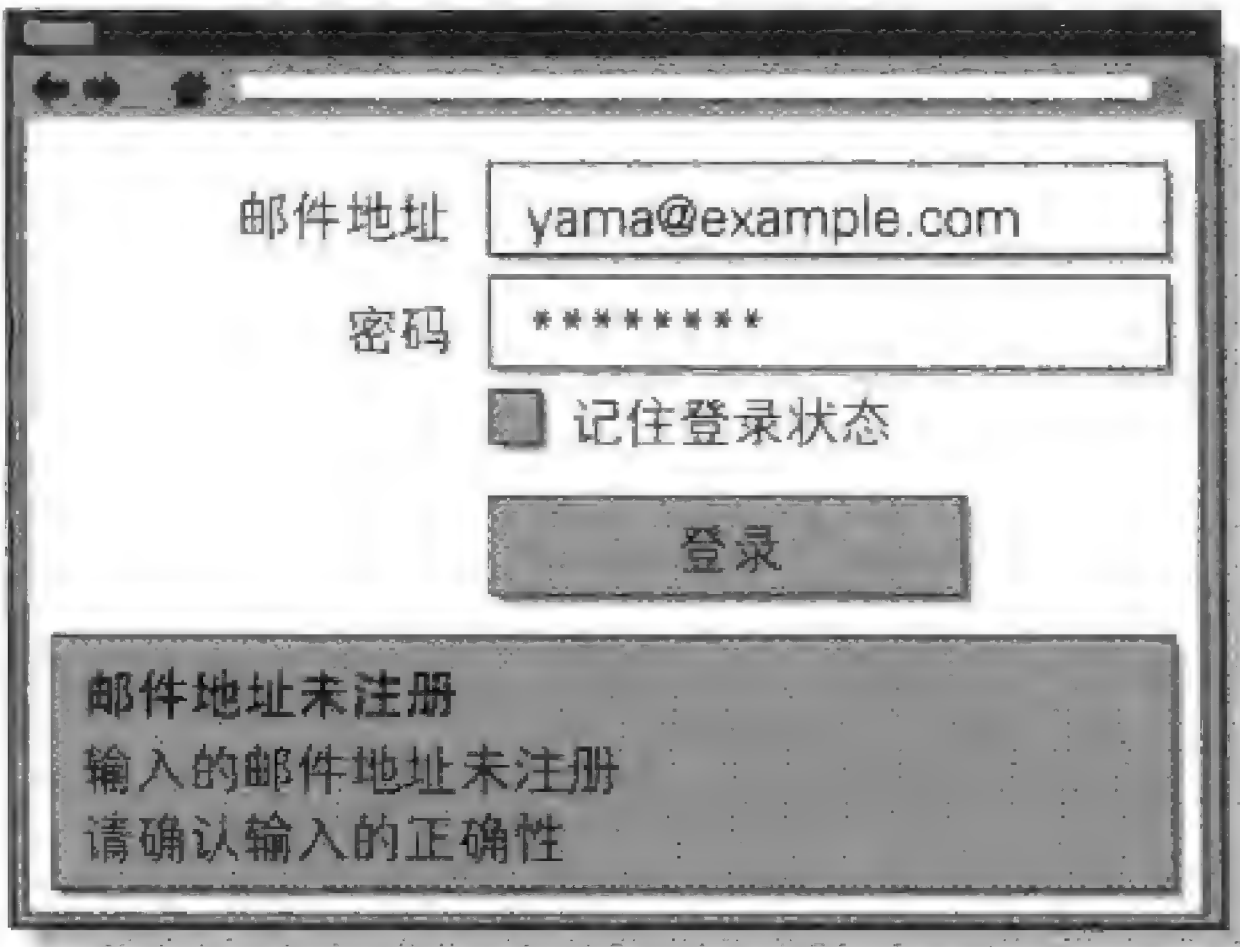 邮件地址 yama@example.com
密码 ********
记住登录状态
登录
邮件地址未注册
输入的邮件地址未注册
请确认输入的正确性